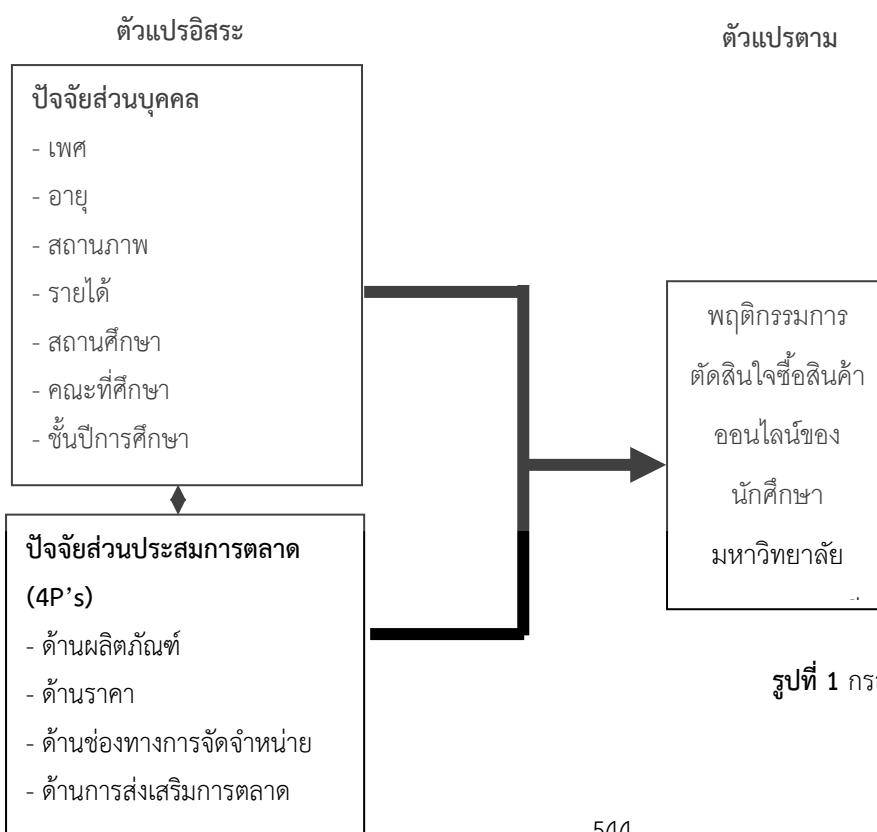 ตัวแปรอิสระ
ตัวแปรตาม
ปัจจัยส่วนบุคคล
- เพศ
- อายุ
- สถานภาพ
- รายได้
- สถานศึกษา
- คณะที่ศึกษา
- ชั้นปีการศึกษา
พฤติกรรมการ
ตัดสินใจซื้อสินค้า
ออนไลน์ของ
นักศึกษา
มหาวิทยาลัย
ปัจจัยส่วนประสมการตลาด
(4P's)
- ด้านผลิตภัณฑ์
- ด้านราคา
- ด้านช่องทางการจัดจำหน่าย
- ด้านการส่งเสริมการตลาด
รูปที่ 1
544